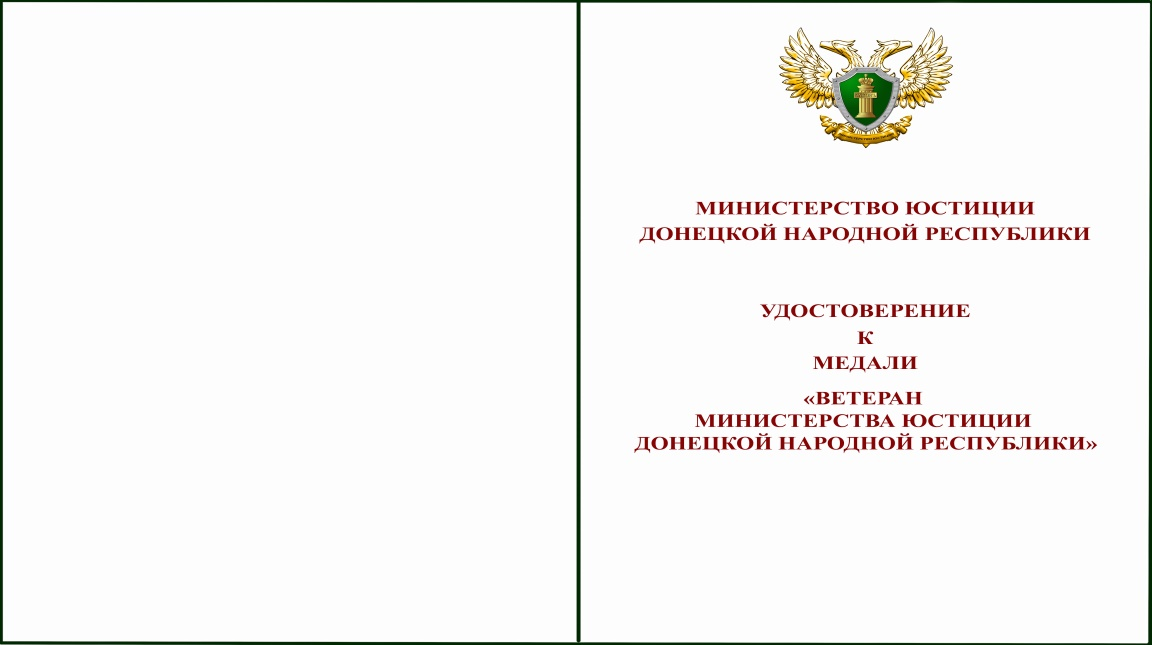 МИНИСТЕРСТВО ЮСТИЦИИ
ДОНЕЦКОЙ НАРОДНОЙ РЕСПУБЛИКИ
УДОСТОВЕРЕНИЕ
К
МЕДАЛИ
«ВЕТЕРАН
МИНИСТЕРСТВА ЮСТИЦИИ
ДОНЕЦКОЙ НАРОДНОЙ РЕСПУБЛИКИ»